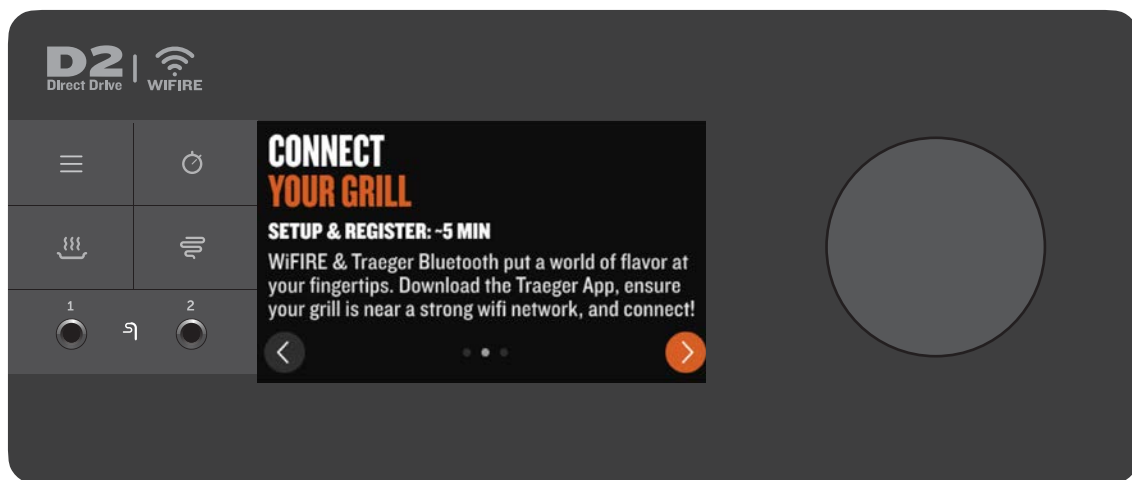 D2
Direct Drive
WIFIRE
1
2
CONNECT
YOUR GRILL
SETUP & REGISTER: ~5 MIN
WiFIRE & Traeger Bluetooth put a world of flavor at
your fingertips. Download the Traeger App, ensure
your grill is near a strong wifi network, and connect!